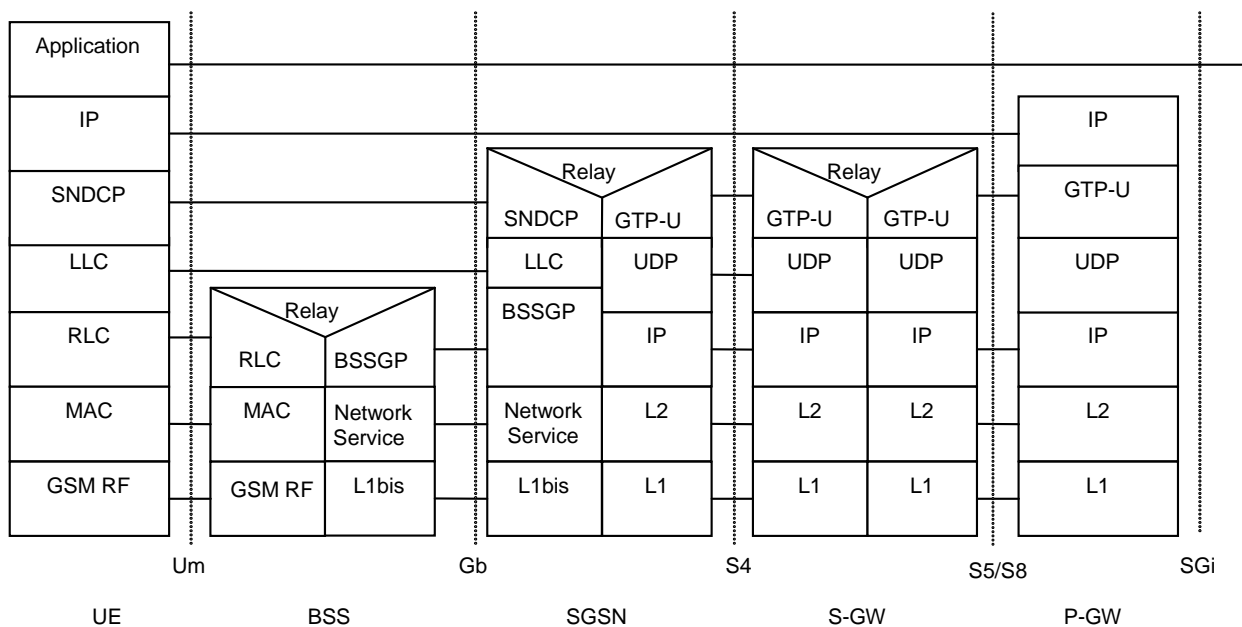 Application
IP
IP
Relay
Relay
SNDCP
GTP-U
SNDCP
GTP-U
GTP-U
GTP-U
LLC
LLC
UDP
UDP
UDP
UDP
Relay
BSSGP
RLC
IP
IP
IP
IP
RLC
BSSGP
MAC
MAC
Network
Service
Network
Service
L2
L2
L2
L2
GSM RF
GSM RF
L1bis
L1bis
L1
L1
L1
L1
Um
Gb
S4
S5/S8
SGi
UE
BSS
SGSN
S-GW
P-GW